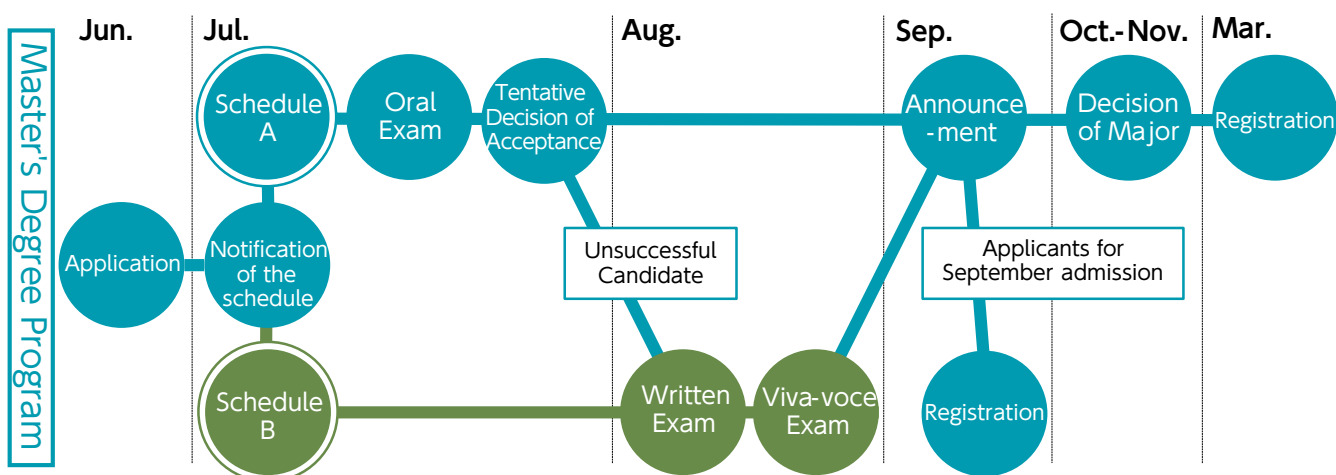 Master's Degree Program
Jun.
Jul.
Aug.
Sep.
Oct.-Nov.
Mar.
Schedule
A
Oral
Exam
Tentative
Decision of
Acceptance
Announce
-ment
Decision
of Major
Registration
Application
Notification
of the
schedule
Unsuccessful
Candidate
Applicants for
September admission
Schedule
B
Written
Exam
Viva-voce
Exam
Registration